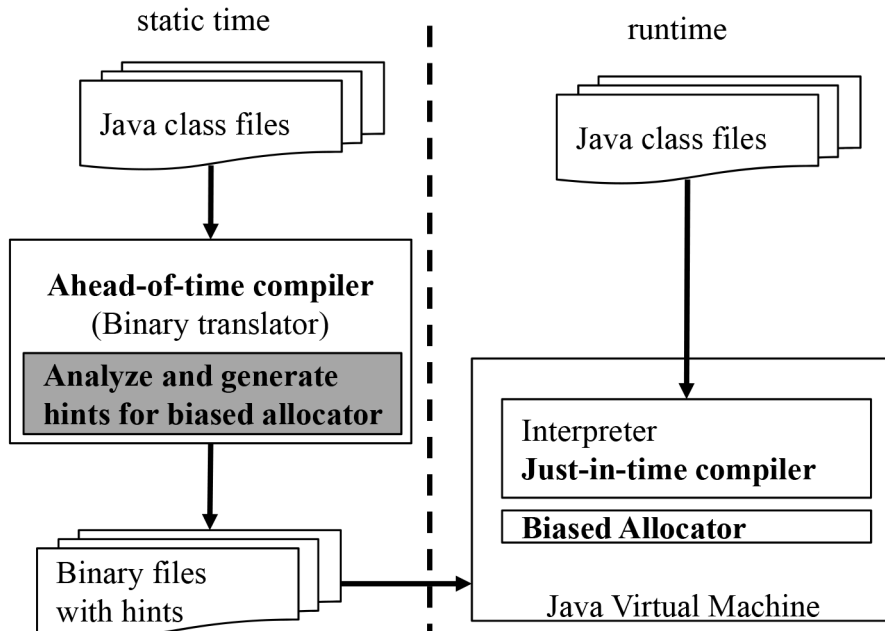 static time
Java class files
Ahead-of-time compiler
(Binary translator)
Analyze and generate
hints for biased allocator
Binary files
with hints
runtime
Java class files
Interpreter
Just-in-time compiler
Biased Allocator
Java Virtual Machine